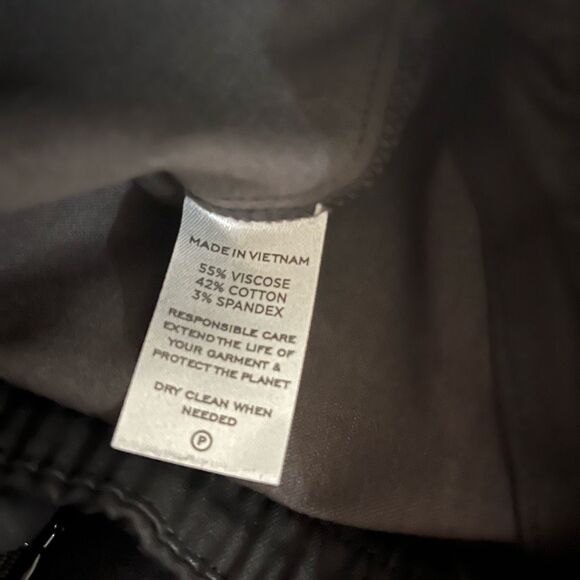 MADE IN VIETNAM
55% VISCOSE
42% COTTON
3% SPANDEX
RESPONSIBLE CARE
EXTEND THE LIFE OF
YOUR GARMENT &
PROTECT THE PLANET
DRY CLEAN WHEN
NEEDED
P